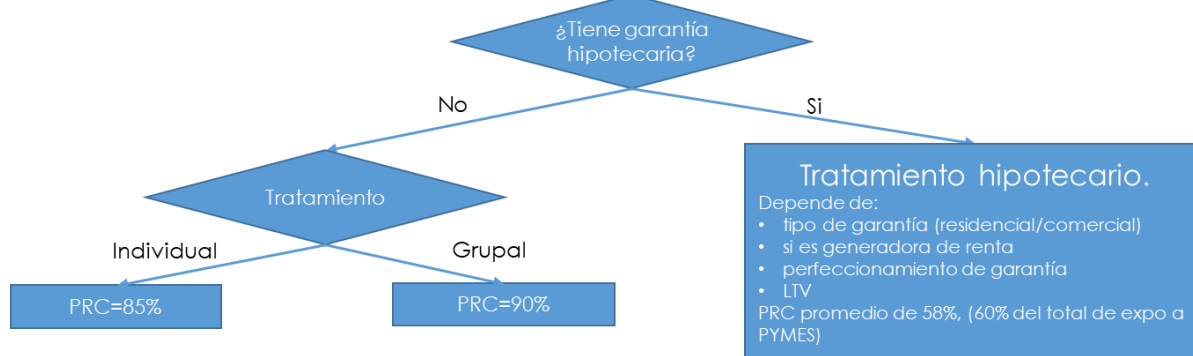 ¿Tiene garantía
hipotecaria?
No
Si
Tratamiento
Individual
Grupal
PRC=85%
PRC=90%
Tratamiento hipotecario.
Depende de:
• tipo de garantía (residencial/comercial)
• si es generadora de renta
• perfeccionamiento de garantía
• LTV
PRC promedio de 58%, (60% del total de expo a
PYMES)